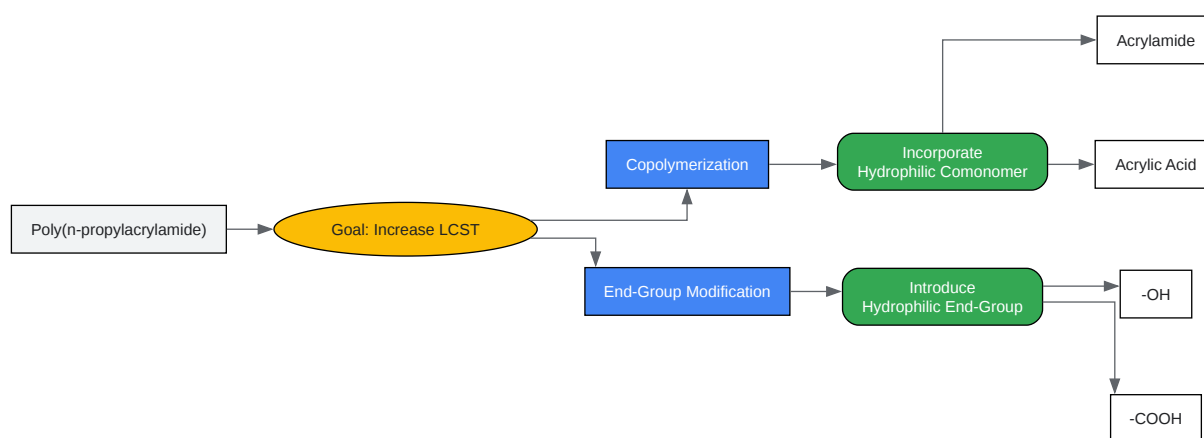 Poly(n-propylacrylamide)
Goal: Increase LCST
Copolymerization
Incorporate
Hydrophilic Comonomer
Acrylamide
Acrylic Acid
End-Group Modification
Introduce
Hydrophilic End-Group
-OH
-COOH